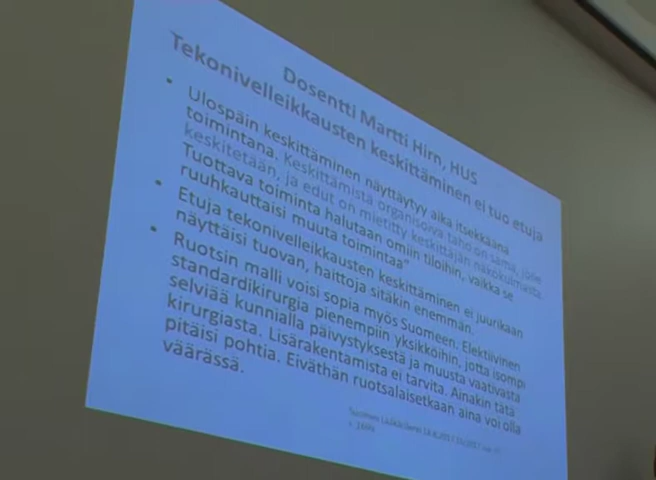 Dosentti Martti Hirn, HUS
Tekonivelleikkausten keskittäminen ei tuo etuja
• Ulospäin keskittäminen näyttäytyy aika itsekkäänä
toimintana. Keskittämistä organisoiva taho on sama, jonne
keskitetään, ja edut on mietitty keskittäjän näkökulmasta.
Tuottava toiminta halutaan omiin tiloihin, vaikka se
ruuhkauttaisi muuta toimintaa"
• Etuja tekonivelleikkausten keskittäminen ei juurikaan
näyttäisi tuovan, haittoja sitäkin enemmän.
• Ruotsin malli voisi sopia myös Suomeen. Elektiivinen
standardikirurgia pienempiin yksikköihin, jotta isompi
selviää kunnialla päivystyksestä ja muusta vaativasta
kirurgiasta. Lisärakentamista ei tarvita. Ainakin tätä
pitäisi pohtia. Eiväthän ruotsalaisetkaan aina voi olla
väärässä.
Suomen Lääkärilehti